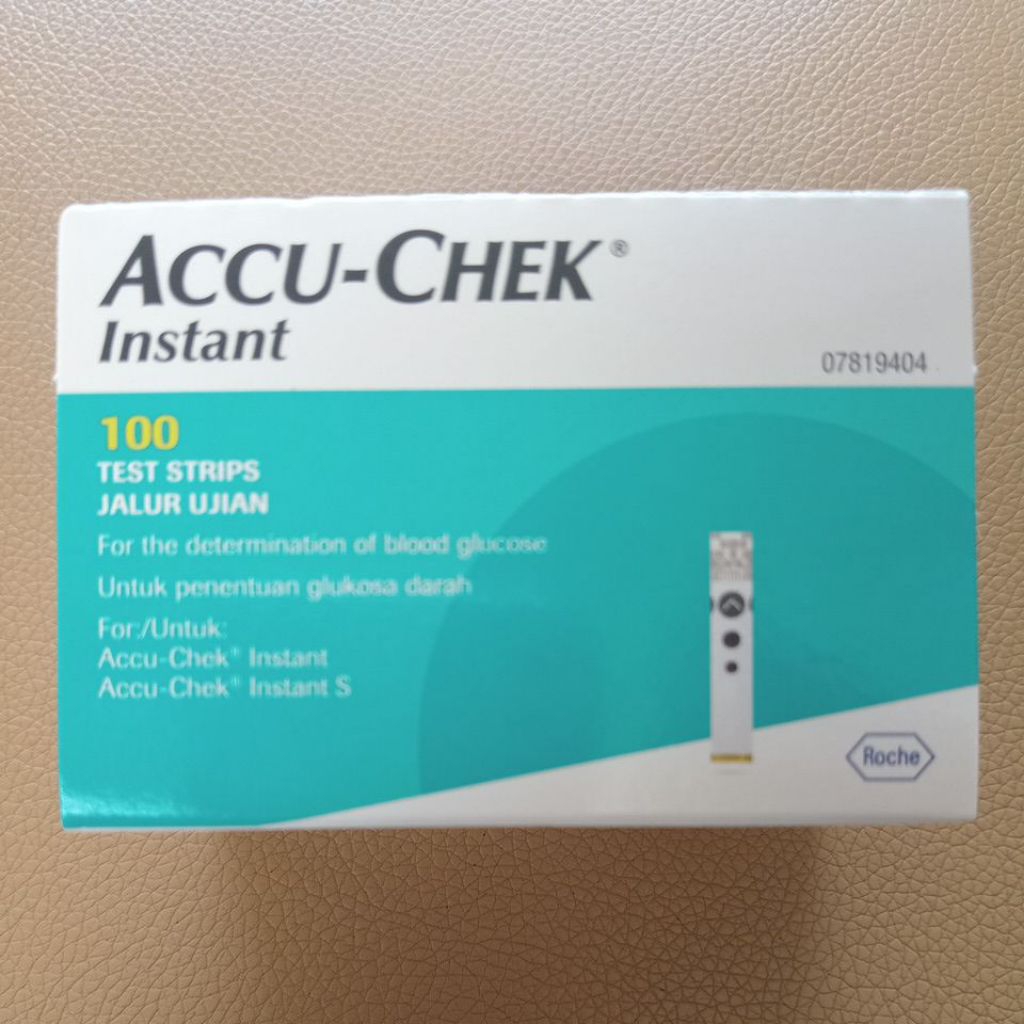 ACCU-CHEK®
Instant
07819404
100
TEST STRIPS
JALUR UJIAN
For the determination of blood glucose
Untuk penentuan glukosa darah
For:/Untuk:
Accu-Chek® Instant
Accu-Chek® Instant S
Roche